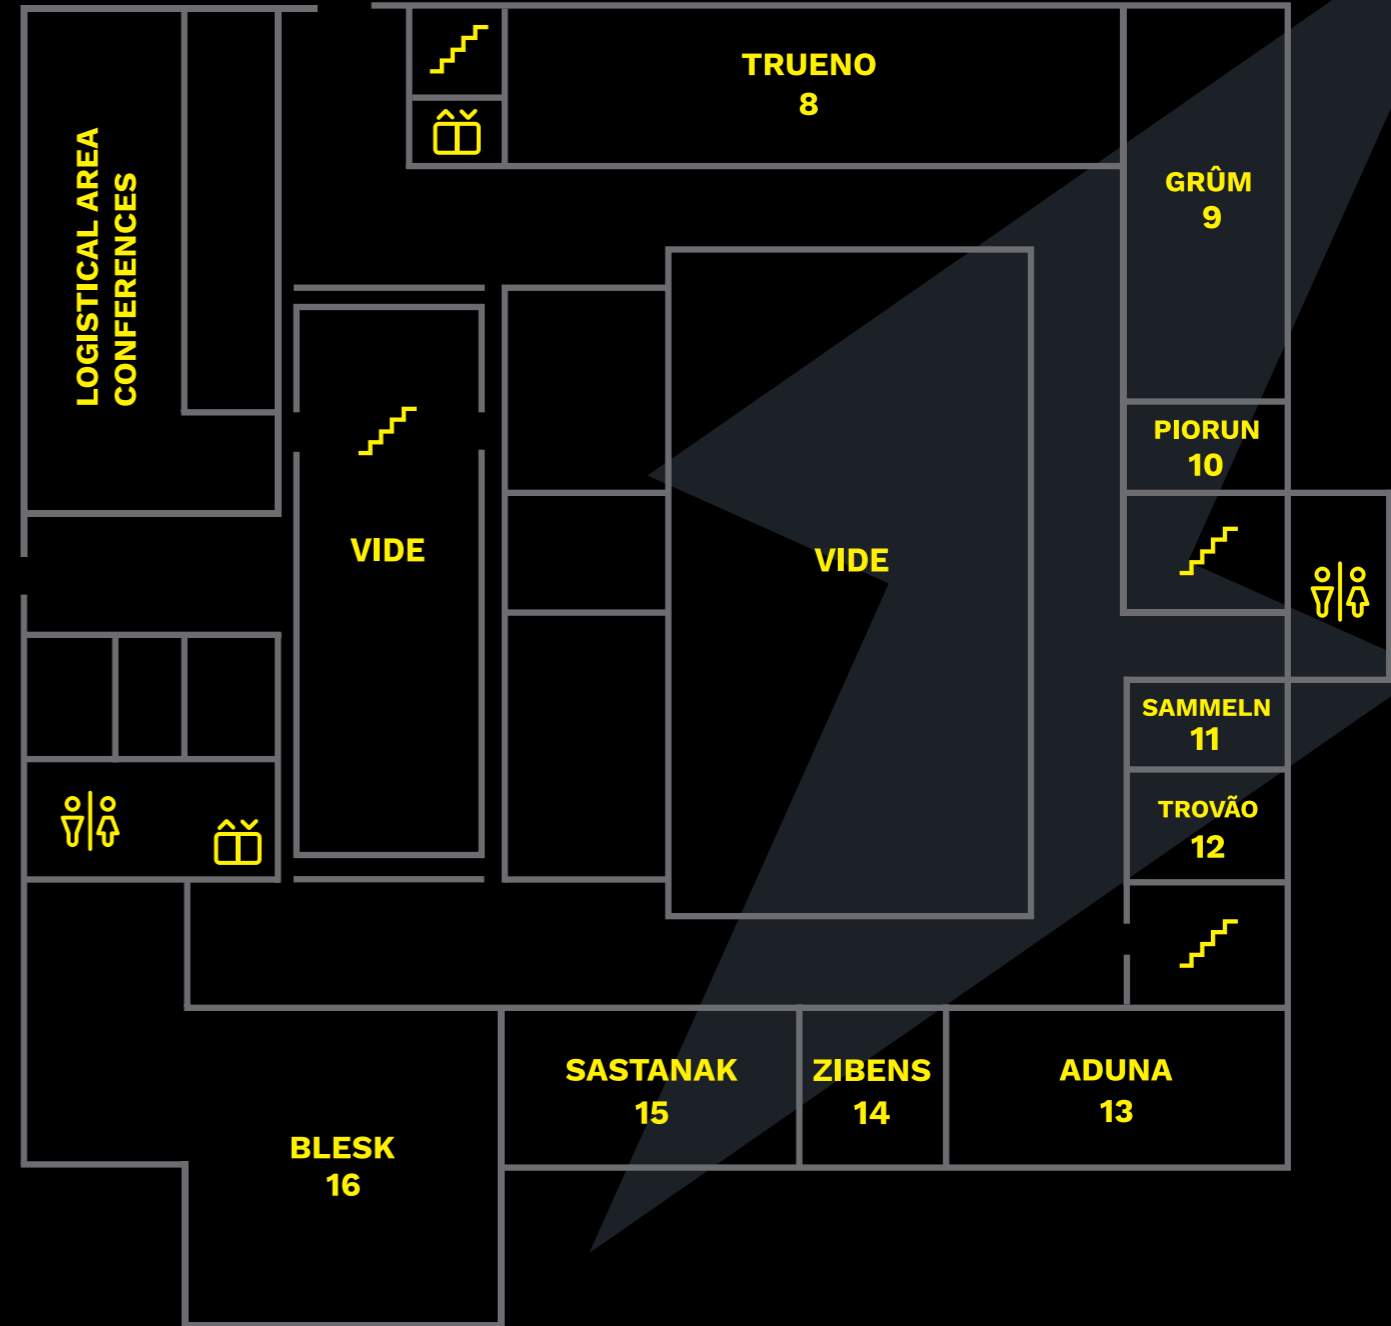 LOGISTICAL AREA
CONFERENCES
TRUENO
8
GRÛM
9
PIORUN
10
VIDE
VIDE
SAMMELN
11
TROVÃO
12
SASTANAK
15
ZIBENS
14
ADUNA
13
BLESK
16